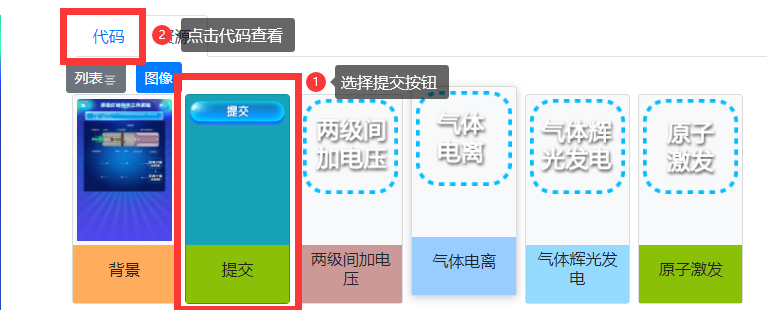 代码
2
点击代码查看
资源
列表
图像
1
选择提交按钮
提交
两级间
加电压
气体
电离
气体辉
光发电
原子
激发
背景
提交
两级间加电
压
气体电离
气体辉光发
电
原子激发